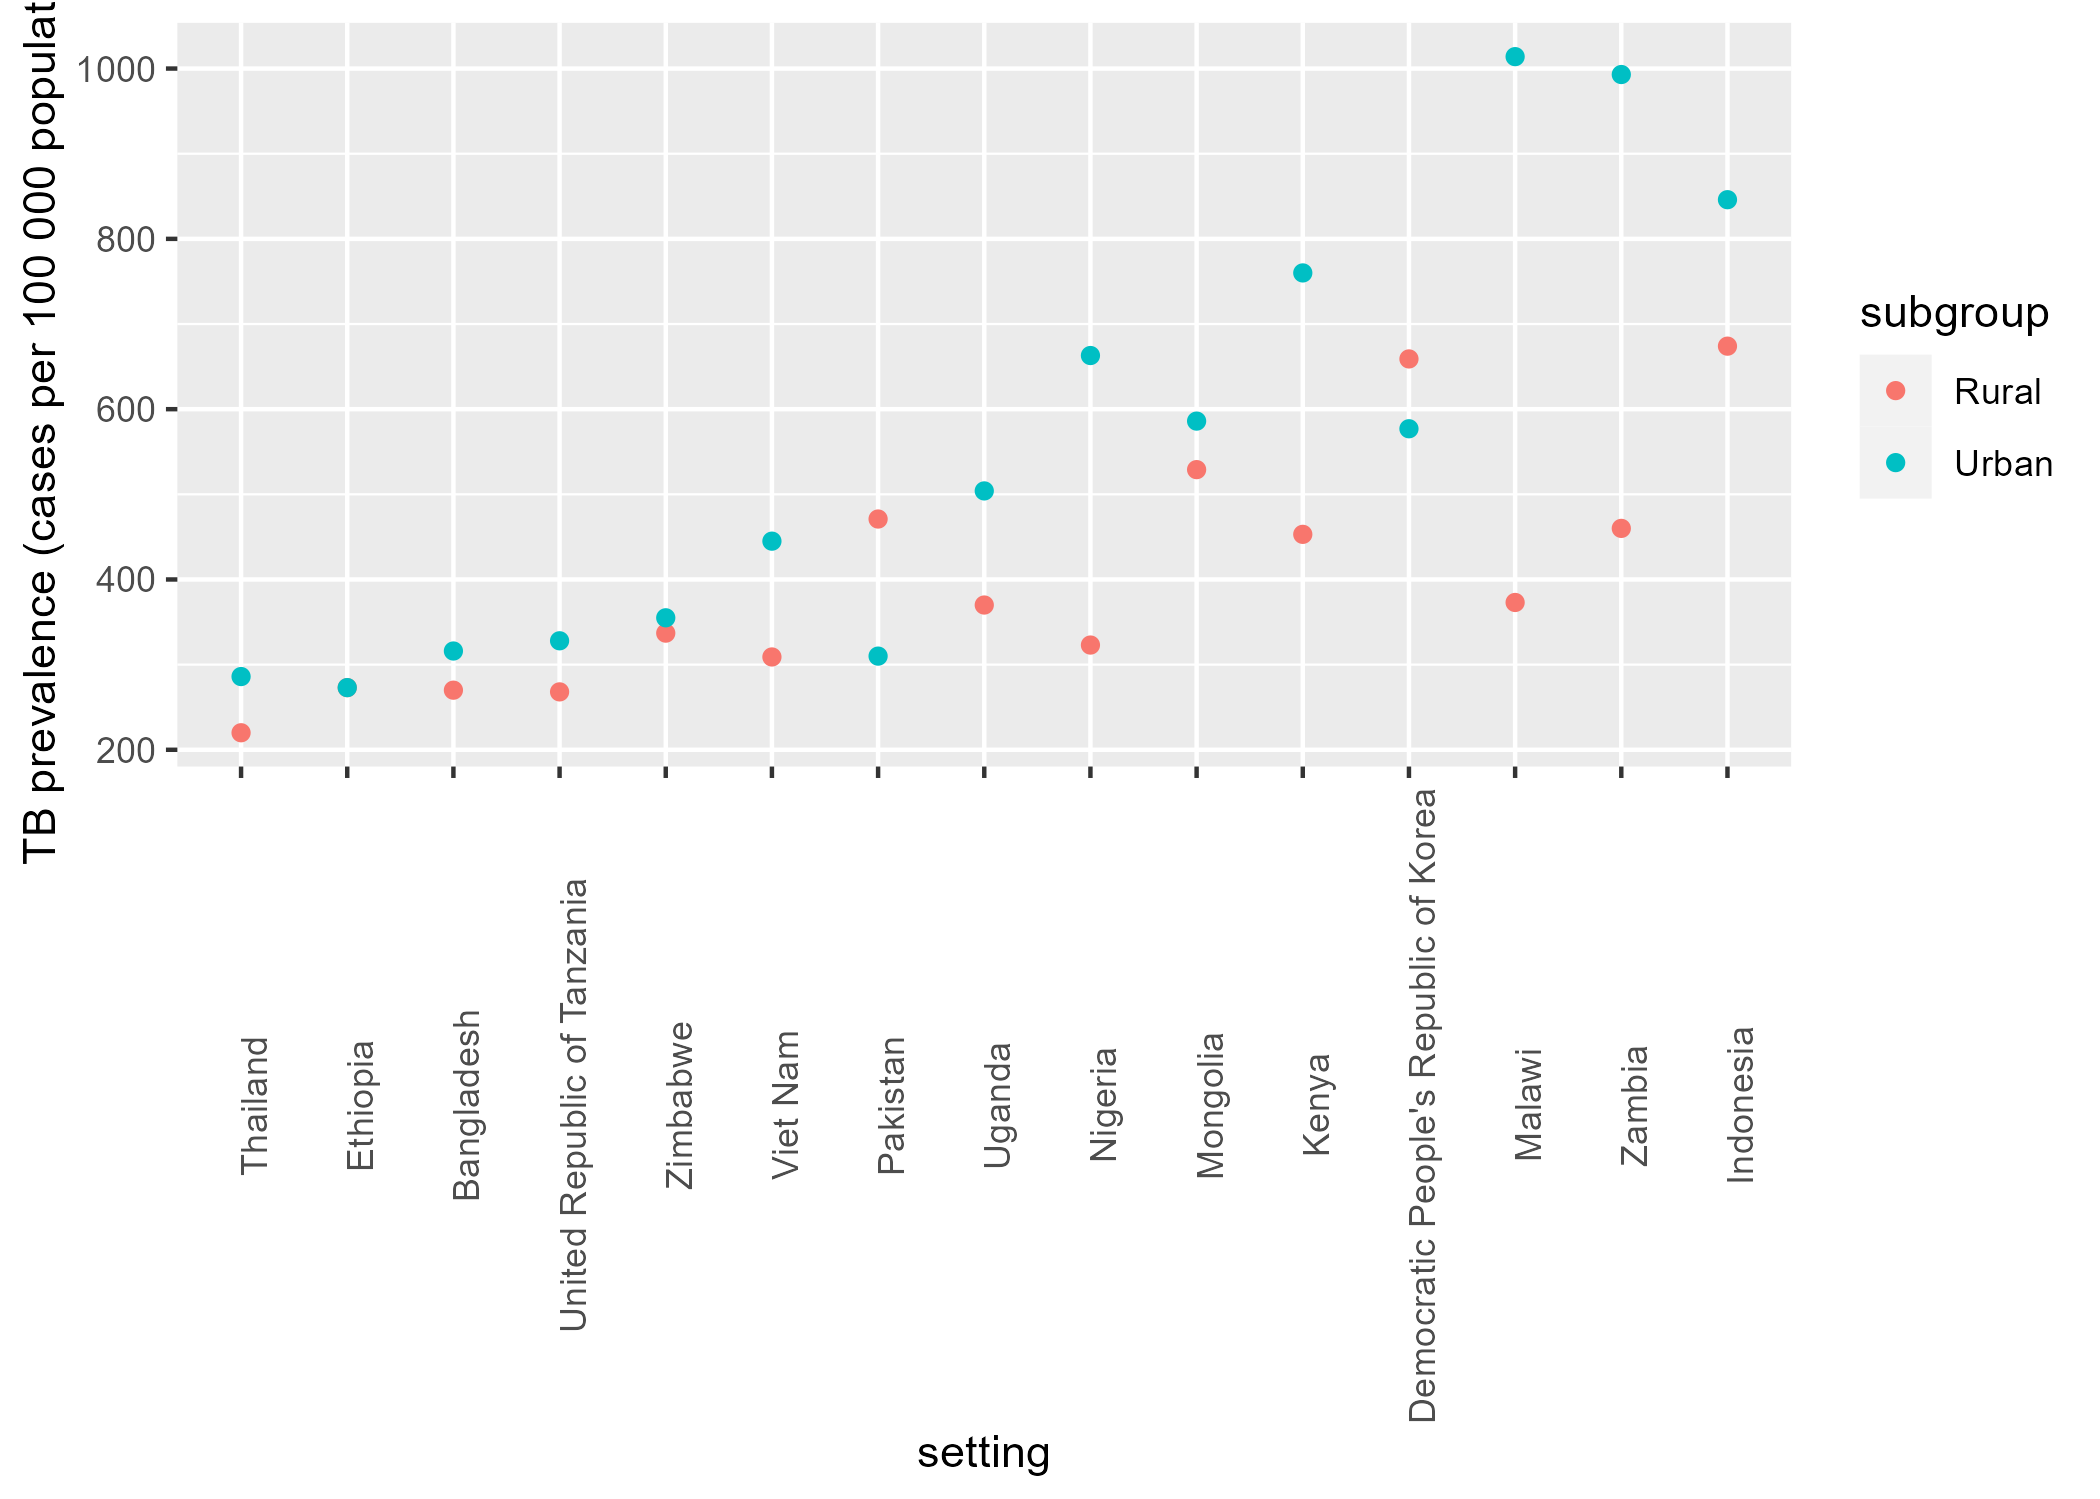 TB prevalence (cases per 100 000 populat
1000
800
600
400
200
Thailand
Ethiopia
Bangladesh
United Republic of Tanzania
Zimbabwe
Viet Nam
Pakistan
Uganda
Nigeria
Mongolia
Kenya
Democratic People's Republic of Korea
Malawi
Zambia
Indonesia
setting
subgroup
Rural
Urban